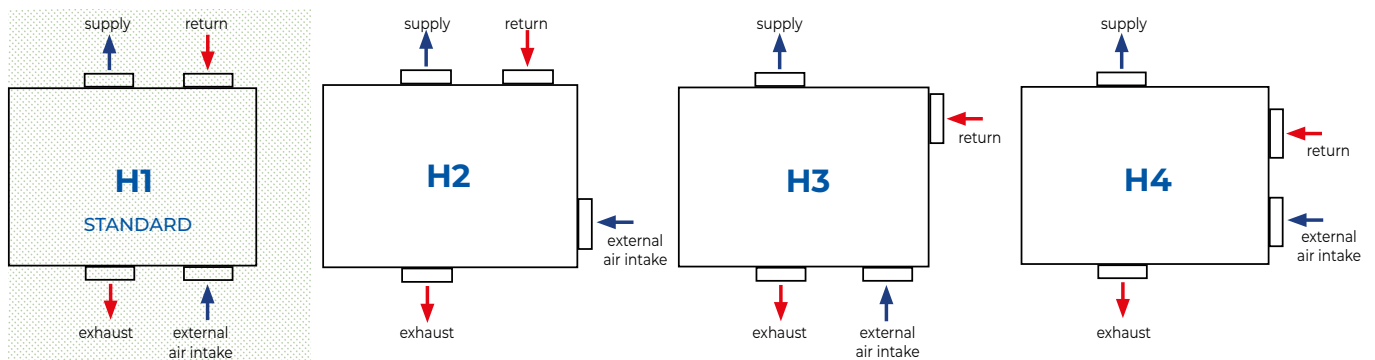 supply
return
H1
STANDARD
exhaust
external
air intake
supply
return
H2
external
air intake
exhaust
supply
return
H3
exhaust
external
air intake
supply
return
H4
external
air intake
exhaust